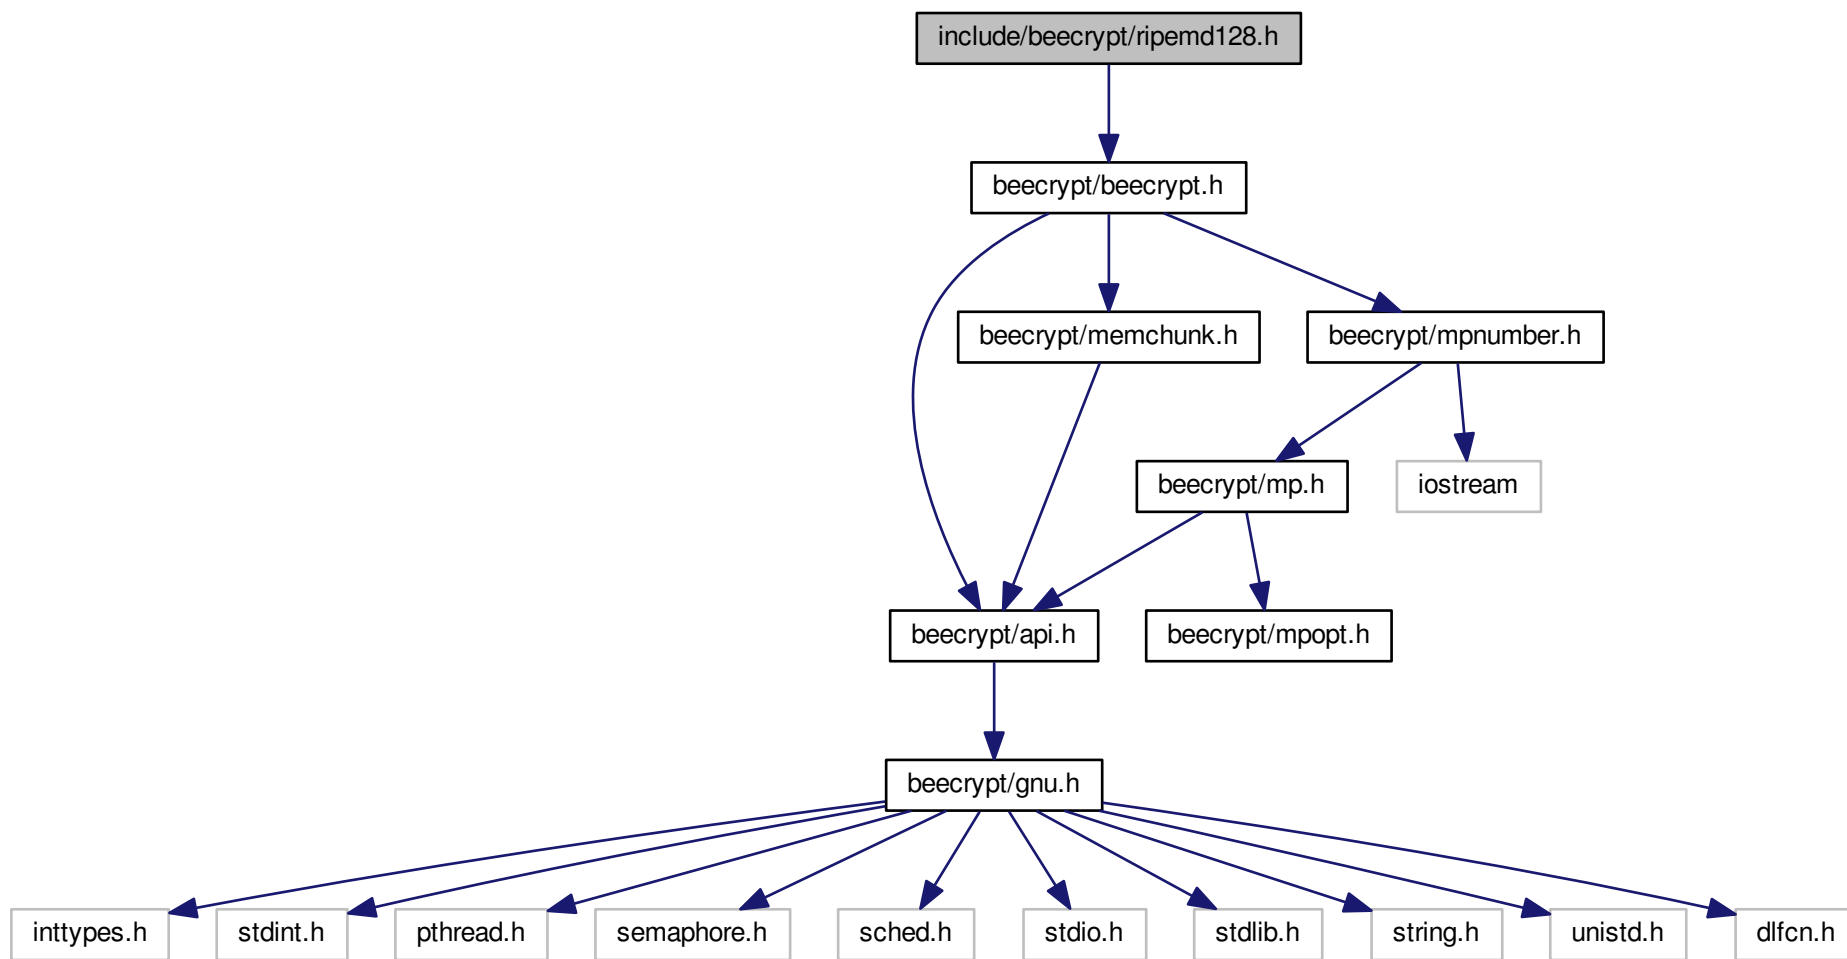 include/beecrypt/ripemd128.h
beecrypt/beecrypt.h
beecrypt/memchunk.h
beecrypt/mpnumber.h
beecrypt/mp.h
iostream
beecrypt/api.h
beecrypt/mpopt.h
beecrypt/gnu.h
inttypes.h
stdint.h
pthread.h
semaphore.h
sched.h
stdio.h
stdlib.h
string.h
unistd.h
dlfcn.h